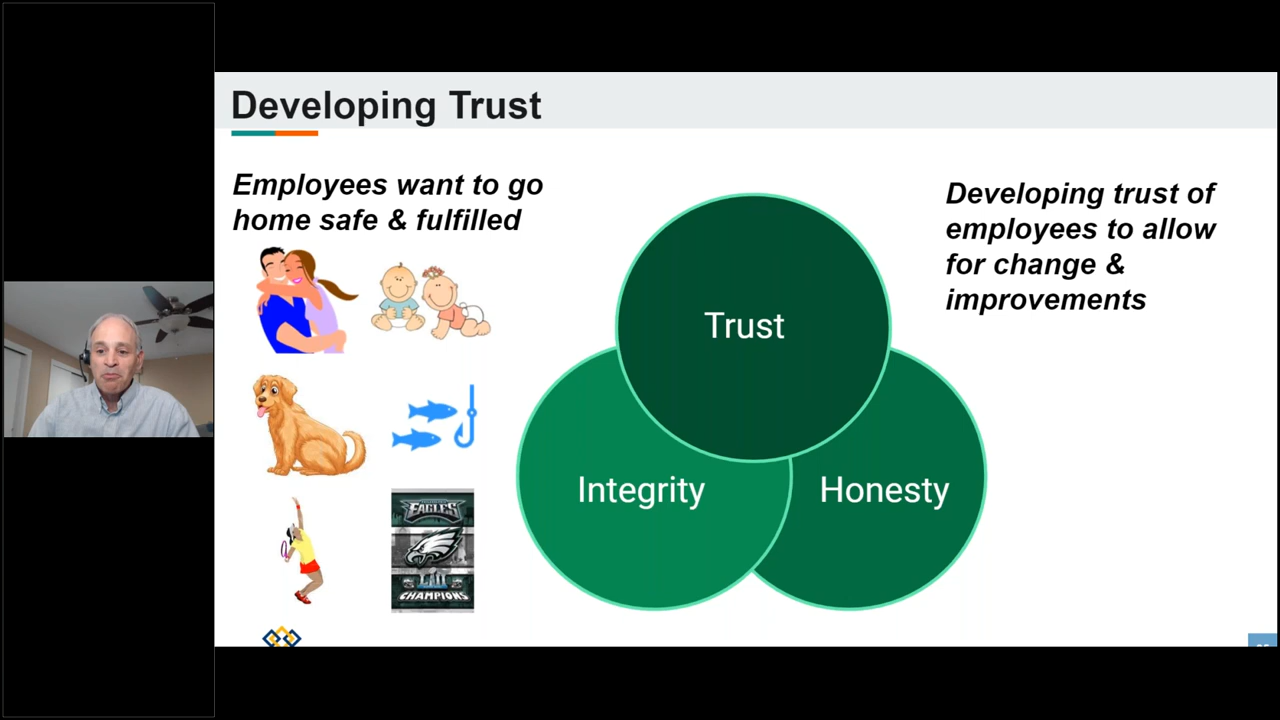 Developing Trust
Employees want to go
home safe & fulfilled
Developing trust of
employees to allow
for change &
improvements
Trust
Integrity
Honesty
EAGLES
LII
CHAMPIONS